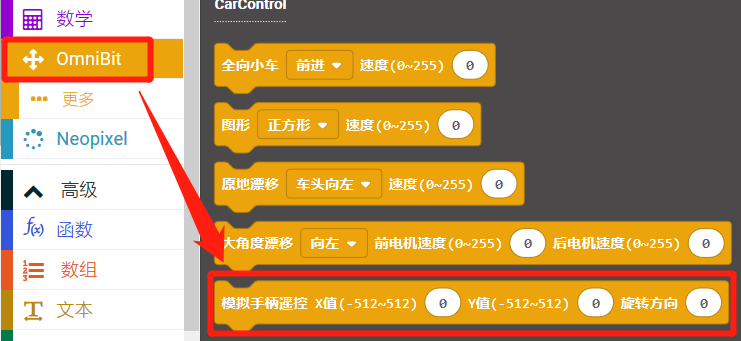 数学
OmniBit
更多
Neopixel
高级
函数
数组
文本
CarControl
全向小车 前进 速度(0~255) 0
图形 正方形 速度(0~255) 0
原地漂移 车头向左 速度(0~255) 0
大角度漂移 向左 前电机速度(0~255) 0 后电机速度(0~255) 0
模拟手柄遥控 X值(-512~512) 0 Y值(-512~512) 0 旋转方向 0